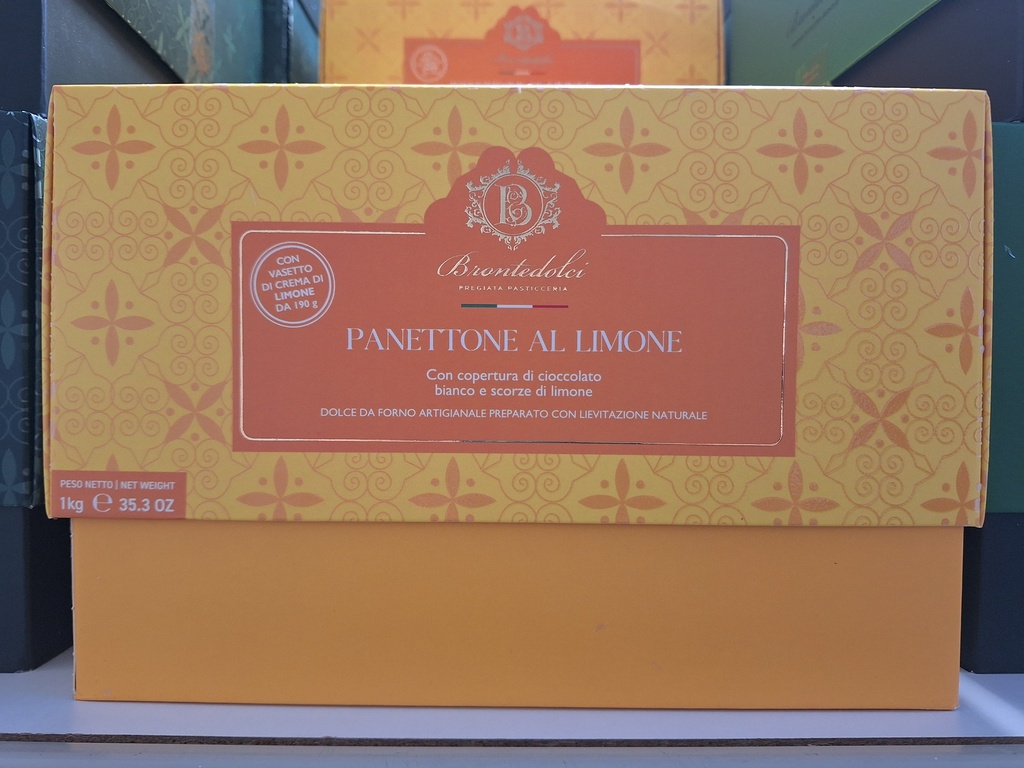 B
Brontedolci
PREGIATA PASTICCERIA
CON
VASETTO
DI CREMA DI
LIMONE
DA 190 g
PANETTONE AL LIMONE
Con copertura di cioccolato
bianco e scorze di limone
DOLCE DA FORNO ARTIGIANALE PREPARATO CON LIEVITAZIONE NATURALE
PESO NETTO | NET WEIGHT
1kg ℮ 35.3 OZ